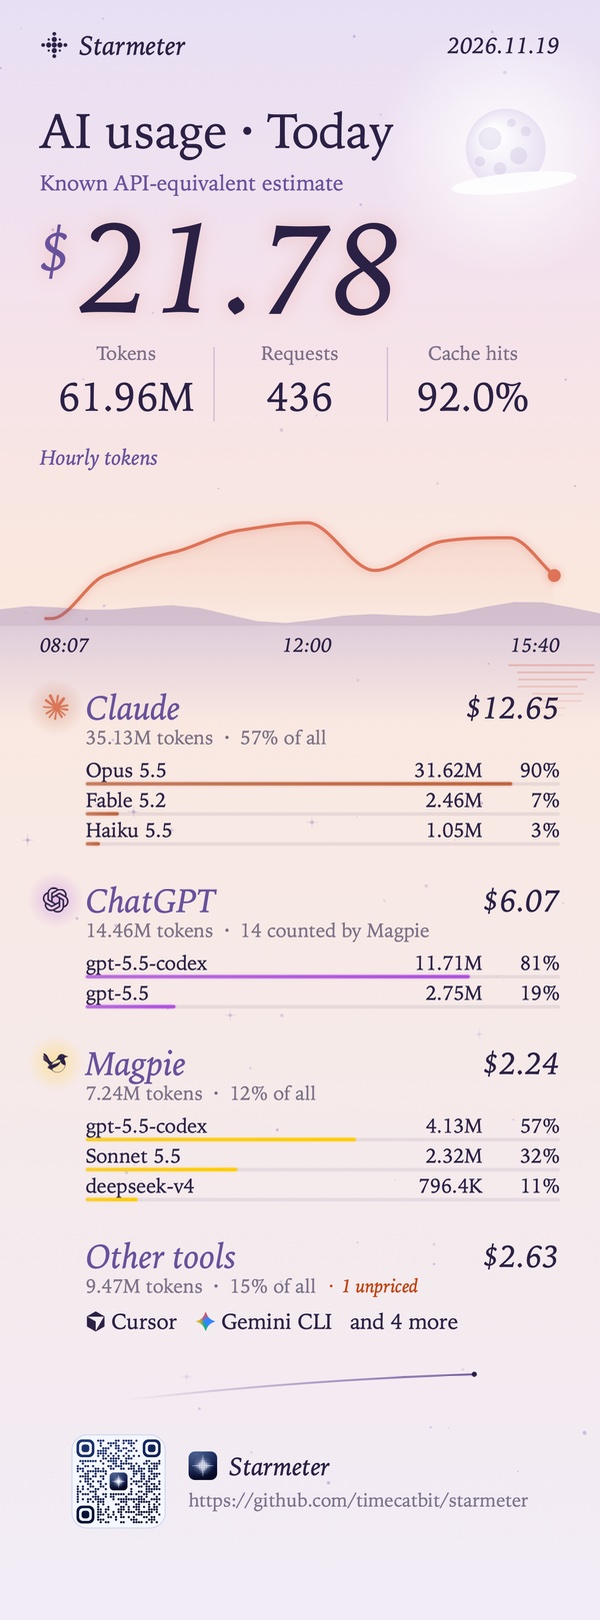 Starmeter
2026.11.19
AI usage · Today
Known API-equivalent estimate
$21.78
Tokens Requests Cache hits
61.96M 436 92.0%
Hourly tokens
08:07 12:00 15:40
Claude $12.65
35.13M tokens · 57% of all
Opus 5.5 31.62M 90%
Fable 5.2 2.46M 7%
Haiku 5.5 1.05M 3%
ChatGPT $6.07
14.46M tokens · 14 counted by Magpie
gpt-5.5-codex 11.71M 81%
gpt-5.5 2.75M 19%
Magpie $2.24
7.24M tokens · 12% of all
gpt-5.5-codex 4.13M 57%
Sonnet 5.5 2.32M 32%
deepseek-v4 796.4K 11%
Other tools $2.63
9.47M tokens · 15% of all · 1 unpriced
Cursor Gemini CLI and 4 more
Starmeter
https://github.com/timecatbit/starmeter